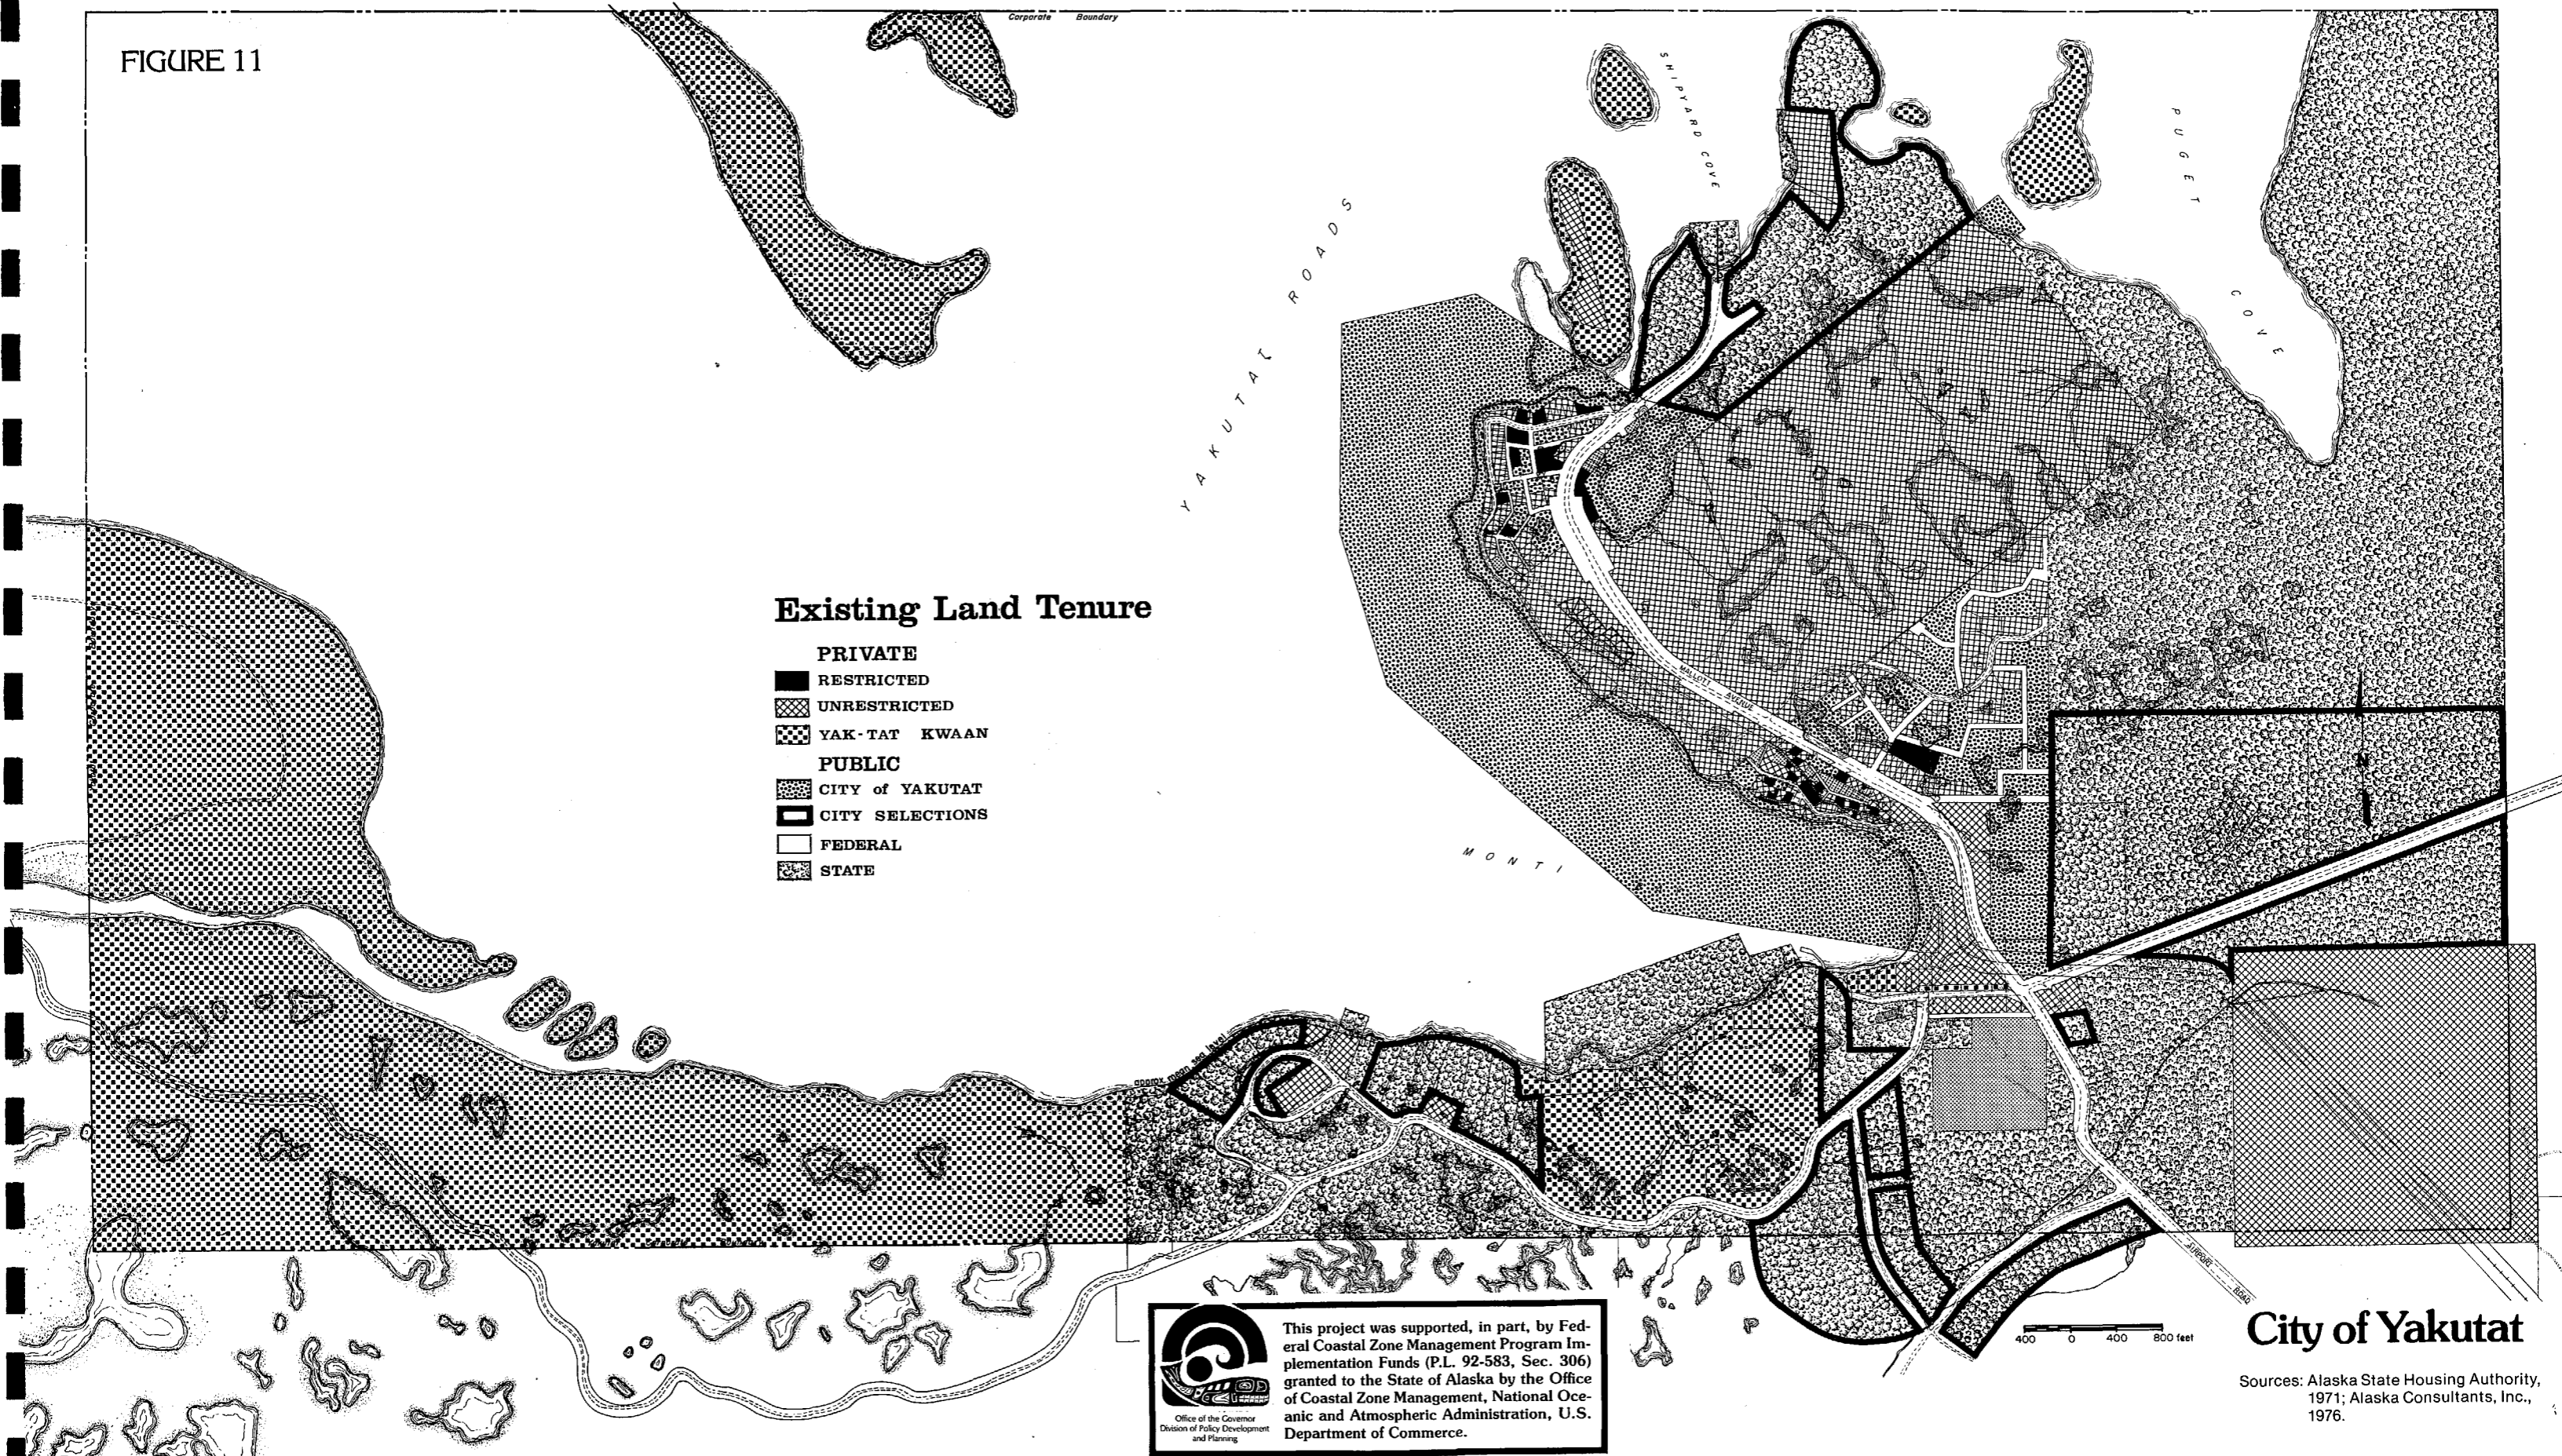 Corporate Boundary
FIGURE 11
SHIPYARD COVE
PUGET COVE
YAKUTAT ROADS
Existing Land Tenure
PRIVATE
RESTRICTED
UNRESTRICTED
YAK-TAT KWAAN
PUBLIC
CITY of YAKUTAT
CITY SELECTIONS
FEDERAL
STATE
MONTI
N
AIRPORT ROAD
400 0 400 800 feet
City of Yakutat
Sources: Alaska State Housing Authority,
1971; Alaska Consultants, Inc.,
1976.
This project was supported, in part, by Fed-
eral Coastal Zone Management Program Im-
plementation Funds (P.L. 92-583, Sec. 306)
granted to the State of Alaska by the Office
of Coastal Zone Management, National Oce-
anic and Atmospheric Administration, U.S.
Department of Commerce.
Office of the Governor
Division of Policy Development
and Planning